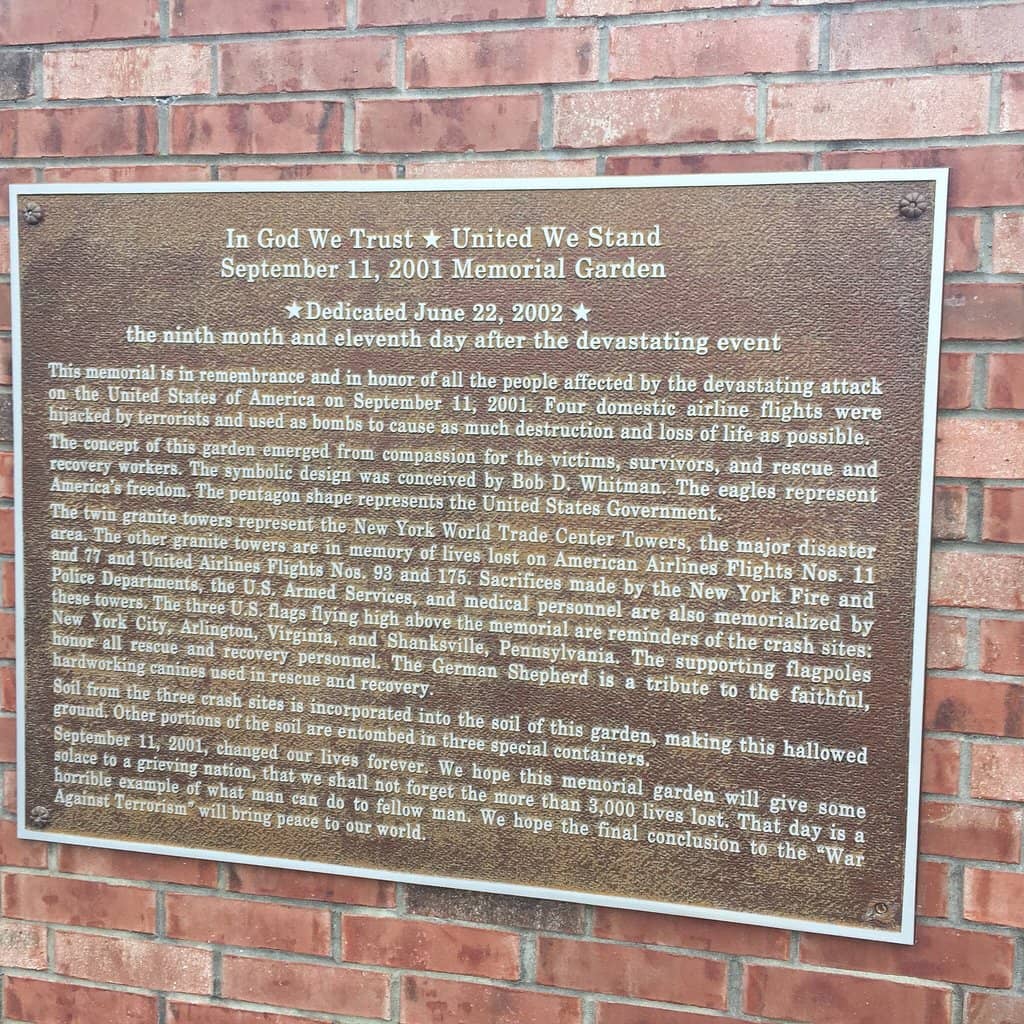 In God We Trust ★ United We Stand
September 11, 2001 Memorial Garden
★Dedicated June 22, 2002 ★
the ninth month and eleventh day after the devastating event
This memorial is in remembrance and in honor of all the people affected by the devastating attack
on the United States of America on September 11, 2001. Four domestic airline flights were
hijacked by terrorists and used as bombs to cause as much destruction and loss of life as possible.
The concept of this garden emerged from compassion for the victims, survivors, and rescue and
recovery workers. The symbolic design was conceived by Bob D. Whitman. The eagles represent
America's freedom. The pentagon shape represents the United States Government.
The twin granite towers represent the New York World Trade Center Towers, the major disaster
area. The other granite towers are in memory of lives lost on American Airlines Flights Nos. 11
and 77 and United Airlines Flights Nos. 93 and 175. Sacrifices made by the New York Fire and
Police Departments, the U.S. Armed Services, and medical personnel are also memorialized by
these towers. The three U.S. flags flying high above the memorial are reminders of the crash sites:
New York City, Arlington, Virginia, and Shanksville, Pennsylvania. The supporting flagpoles
honor all rescue and recovery personnel. The German Shepherd is a tribute to the faithful,
hardworking canines used in rescue and recovery.
Soil from the three crash sites is incorporated into the soil of this garden, making this hallowed
ground. Other portions of the soil are entombed in three special containers.
September 11, 2001, changed our lives forever. We hope this memorial garden will give some
solace to a grieving nation, that we shall not forget the more than 3,000 lives lost. That day is a
horrible example of what man can do to fellow man. We hope the final conclusion to the "War
Against Terrorism" will bring peace to our world.